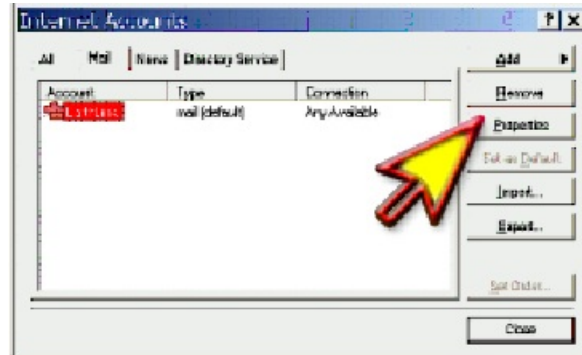 Internet Accounts
All Mail News Directory Service
Add
Remove
Properties
Set as Default
Import...
Export...
Set Order...
Close
Account Type Connection
mail (default) Any Available